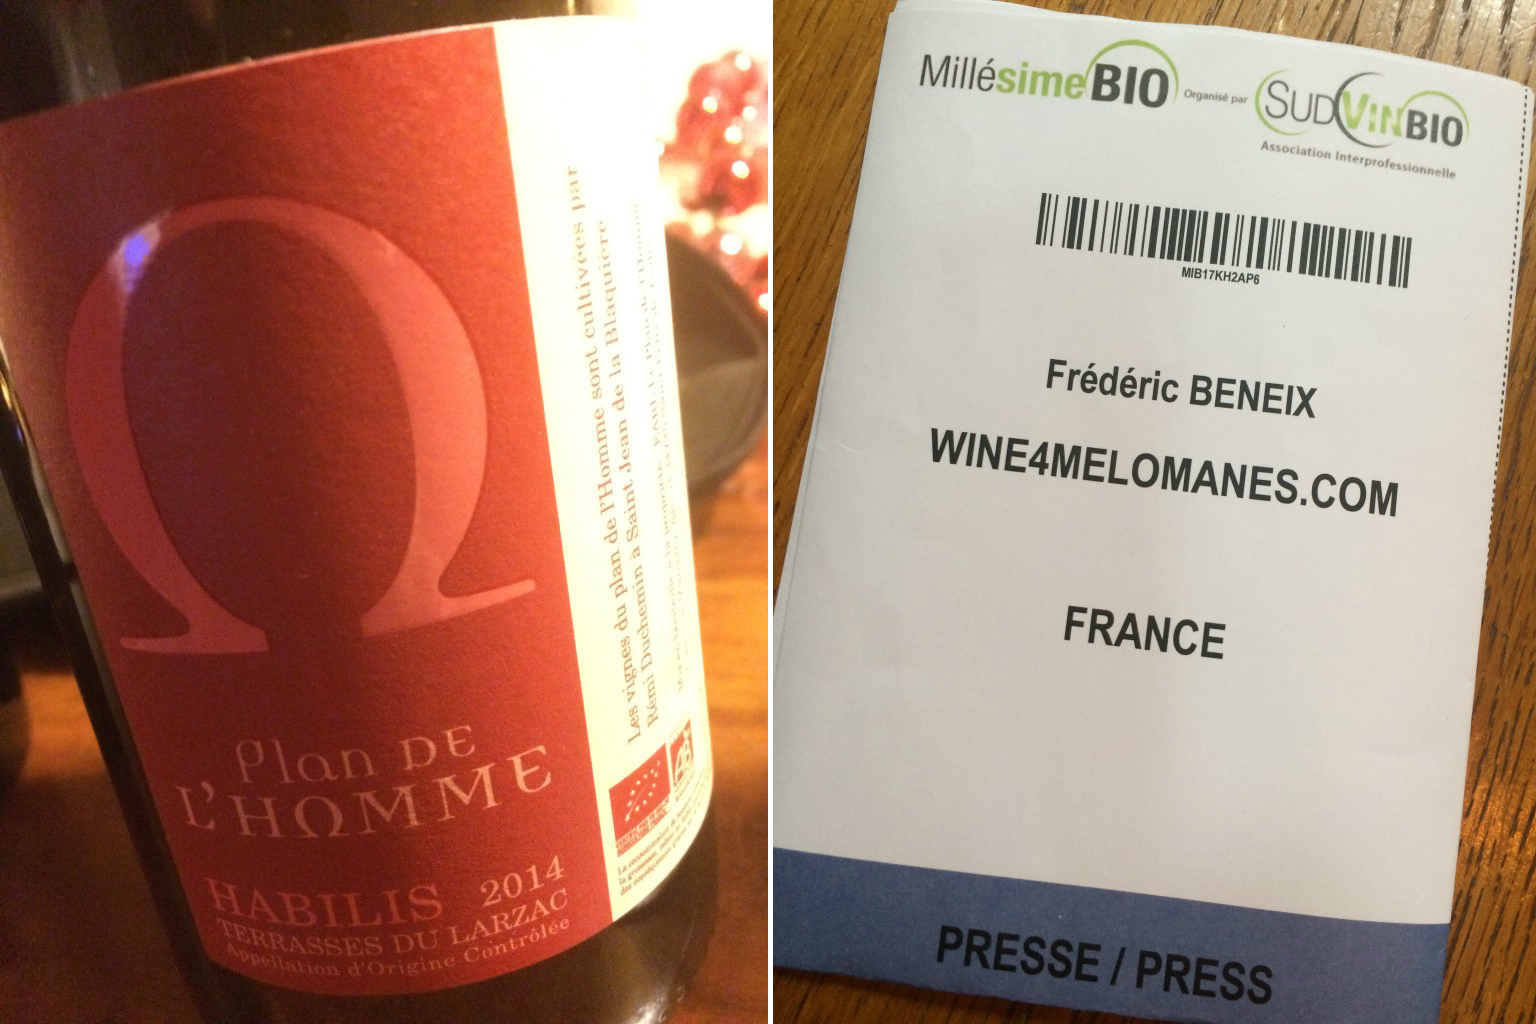 Ω
Plan DE
L'HOMME
HABILIS 2014
TERRASSES DU LARZAC
Appellation d'Origine Contrôlée
Les vignes du plan de l'Homme sont cultivées par
Rémi Duchemin à Saint Jean de la Blaquière
AB
MillésimeBIO
Organisé par
SUDVINBIO
Association Interprofessionnelle
MIB17KH2AP6
Frédéric BENEIX
WINE4MELOMANES.COM
FRANCE
PRESSE / PRESS